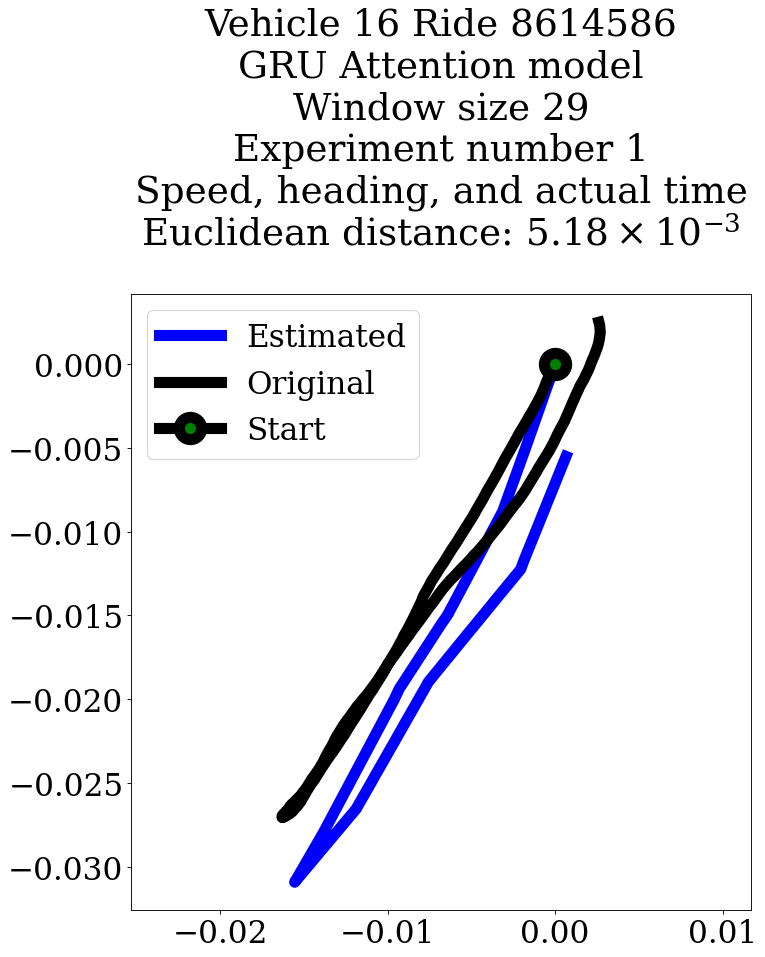 Vehicle 16 Ride 8614586
GRU Attention model
Window size 29
Experiment number 1
Speed, heading, and actual time
Euclidean distance: 5.18 × 10⁻³
Estimated
Original
Start
0.000
−0.005
−0.010
−0.015
−0.020
−0.025
−0.030
−0.02
−0.01
0.00
0.01